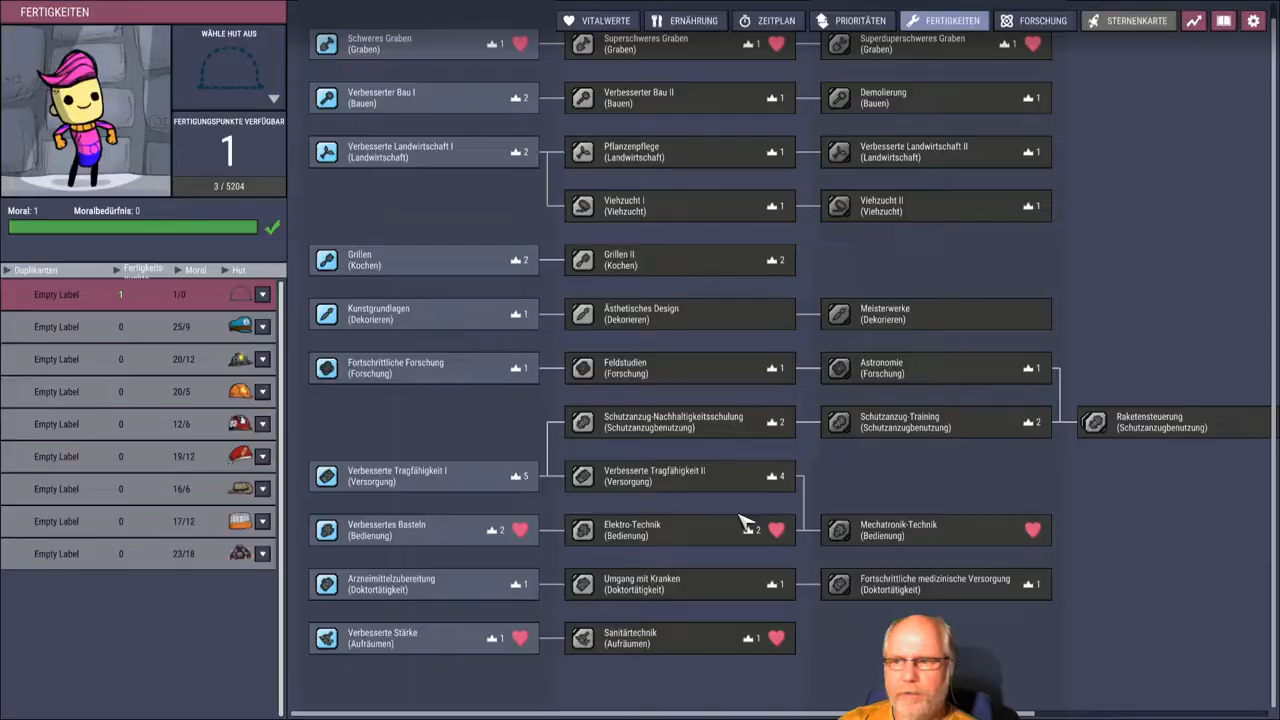 FERTIGKEITEN
VITALWERTE
ERNÄHRUNG
ZEITPLAN
PRIORITÄTEN
FERTIGKEITEN
FORSCHUNG
STERNENKARTE
WÄHLE HUT AUS
FERTIGUNGSPUNKTE VERFÜGBAR
1
3 / 5204
Moral: 1 Moralbedürfnis: 0
Duplikanten Fertigkeits- Moral Hut
Empty Label 1 1/0
Empty Label 0 25/9
Empty Label 0 20/12
Empty Label 0 20/5
Empty Label 0 12/6
Empty Label 0 19/12
Empty Label 0 16/6
Empty Label 0 17/12
Empty Label 0 23/18
Schweres Graben
(Graben)
1
Superschweres Graben
(Graben)
1
Superduperschweres Graben
(Graben)
1
Verbesserter Bau I
(Bauen)
2
Verbesserter Bau II
(Bauen)
1
Demolierung
(Bauen)
1
Verbesserte Landwirtschaft I
(Landwirtschaft)
2
Pflanzenpflege
(Landwirtschaft)
1
Verbesserte Landwirtschaft II
(Landwirtschaft)
1
Viehzucht I
(Viehzucht)
1
Viehzucht II
(Viehzucht)
1
Grillen
(Kochen)
2
Grillen II
(Kochen)
2
Kunstgrundlagen
(Dekorieren)
1
Ästhetisches Design
(Dekorieren)
Meisterwerke
(Dekorieren)
Fortschrittliche Forschung
(Forschung)
1
Feldstudien
(Forschung)
1
Astronomie
(Forschung)
1
Schutzanzug-Nachhaltigkeitsschulung
(Schutzanzugbenutzung)
2
Schutzanzug-Training
(Schutzanzugbenutzung)
2
Raketensteuerung
(Schutzanzugbenutzung)
Verbesserte Tragfähigkeit I
(Versorgung)
5
Verbesserte Tragfähigkeit II
(Versorgung)
4
Verbessertes Basteln
(Bedienung)
2
Elektro-Technik
(Bedienung)
2
Mechatronik-Technik
(Bedienung)
Arzneimittelzubereitung
(Doktortätigkeit)
1
Umgang mit Kranken
(Doktortätigkeit)
1
Fortschrittliche medizinische Versorgung
(Doktortätigkeit)
1
Verbesserte Stärke
(Aufräumen)
1
Sanitärtechnik
(Aufräumen)
1